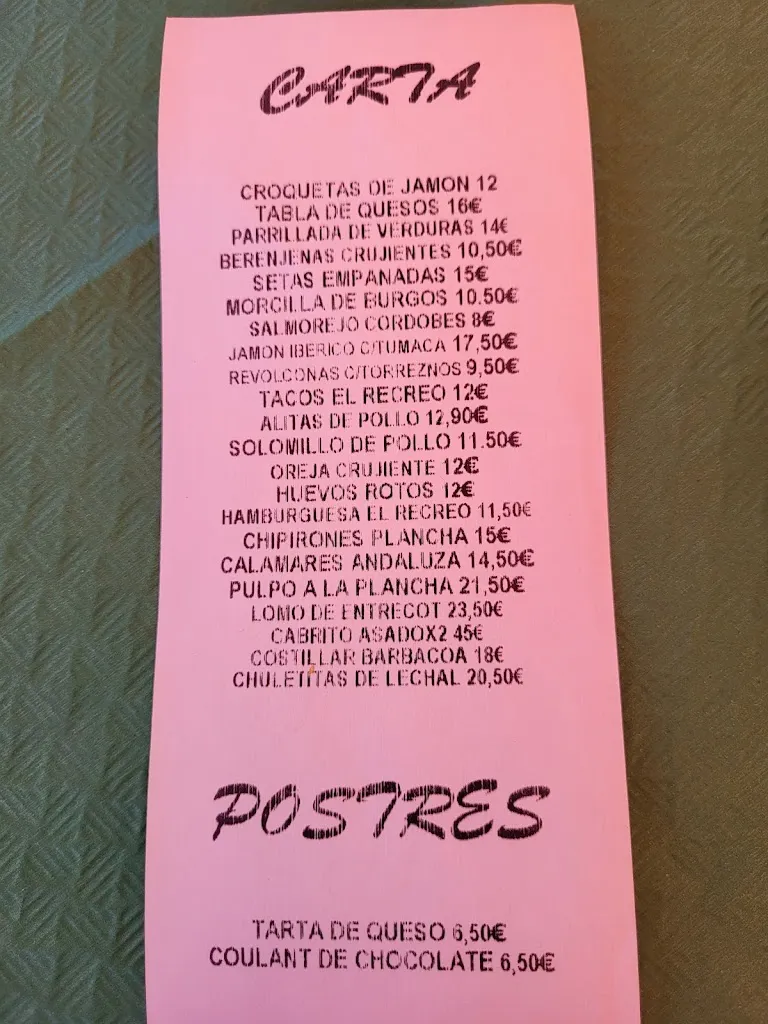 CARTA
CROQUETAS DE JAMON 12
TABLA DE QUESOS 16€
PARRILLADA DE VERDURAS 14€
BERENJENAS CRUJIENTES 10,50€
SETAS EMPANADAS 15€
MORCILLA DE BURGOS 10.50€
SALMOREJO CORDOBES 8€
JAMON IBERICO C/TUMACA 17,50€
REVOLCONAS C/TORREZNOS 9,50€
TACOS EL RECREO 12€
ALITAS DE POLLO 12,90€
SOLOMILLO DE POLLO 11.50€
OREJA CRUJIENTE 12€
HUEVOS ROTOS 12€
HAMBURGUESA EL RECREO 11,50€
CHIPIRONES PLANCHA 15€
CALAMARES ANDALUZA 14,50€
PULPO A LA PLANCHA 21,50€
LOMO DE ENTRECOT 23,50€
CABRITO ASADOX2 45€
COSTILLAR BARBACOA 18€
CHULETITAS DE LECHAL 20,50€
POSTRES
TARTA DE QUESO 6,50€
COULANT DE CHOCOLATE 6,50€